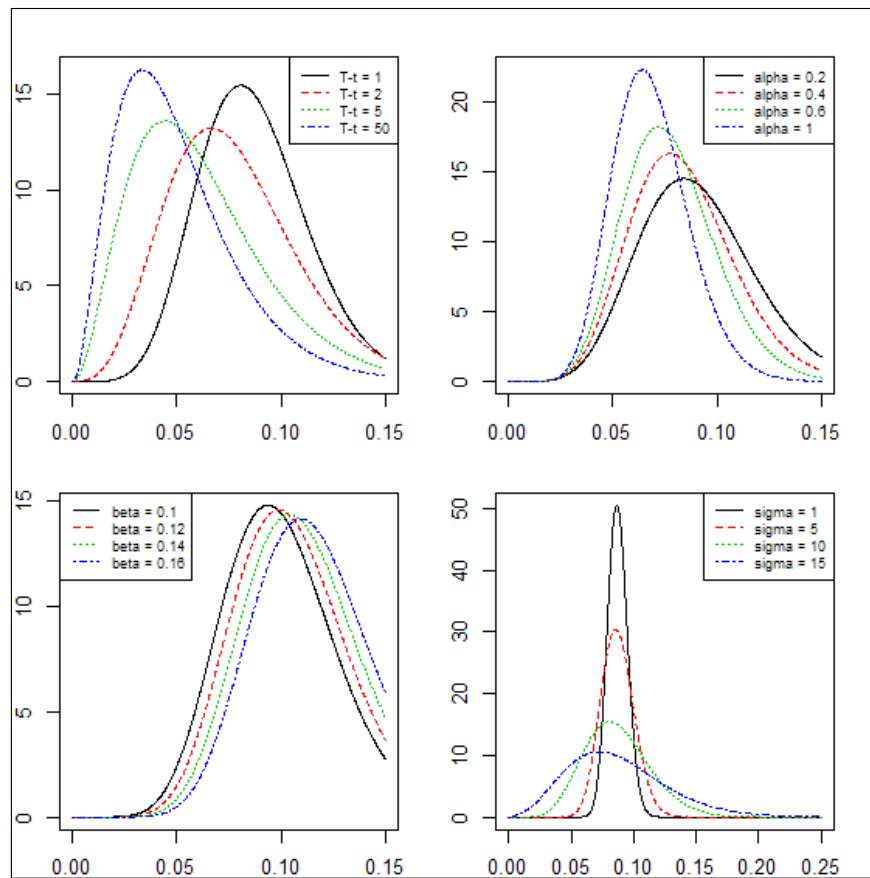 T-t = 1
T-t = 2
T-t = 5
T-t = 50
0 5 10 15
0.00 0.05 0.10 0.15
alpha = 0.2
alpha = 0.4
alpha = 0.6
alpha = 1
0 5 10 15 20
0.00 0.05 0.10 0.15
beta = 0.1
beta = 0.12
beta = 0.14
beta = 0.16
0 5 10 15
0.00 0.05 0.10 0.15
sigma = 1
sigma = 5
sigma = 10
sigma = 15
0 10 20 30 40 50
0.00 0.05 0.10 0.15 0.20 0.25